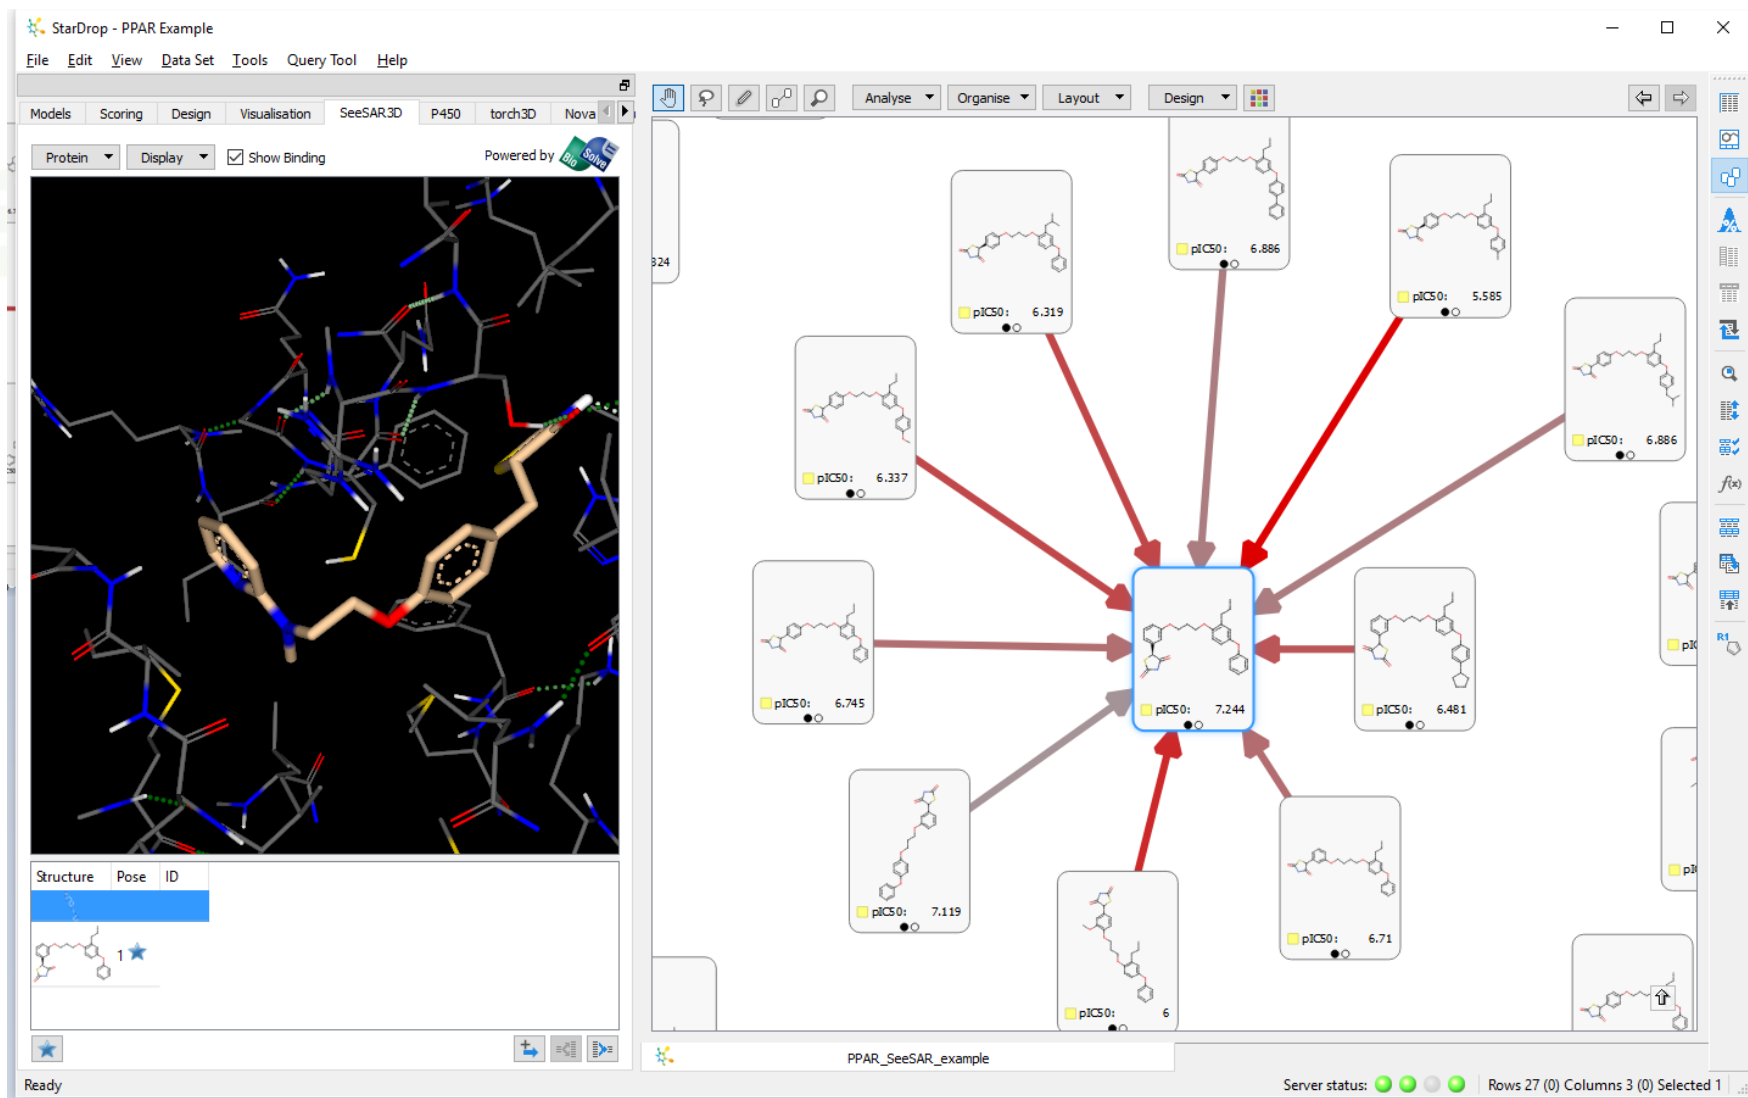 StarDrop - PPAR Example
File Edit View Data Set Tools Query Tool Help
Models Scoring Design Visualisation SeeSAR3D P450 torch3D Nova
Analyse Organise Layout Design
Protein Display Show Binding Powered by Bio Solve
pIC50: 6.886
324
pIC50: 5.585
pIC50: 6.319
pIC50: 6.886
pIC50: 6.337
pIC50: 6.745
pIC50: 7.244
pIC50: 6.481
pIC50: 7.119
pIC50: 6.71
pIC50: 6
Structure Pose ID
1
PPAR_SeeSAR_example
Ready
Server status: Rows 27 (0) Columns 3 (0) Selected 1
f(x)
R1